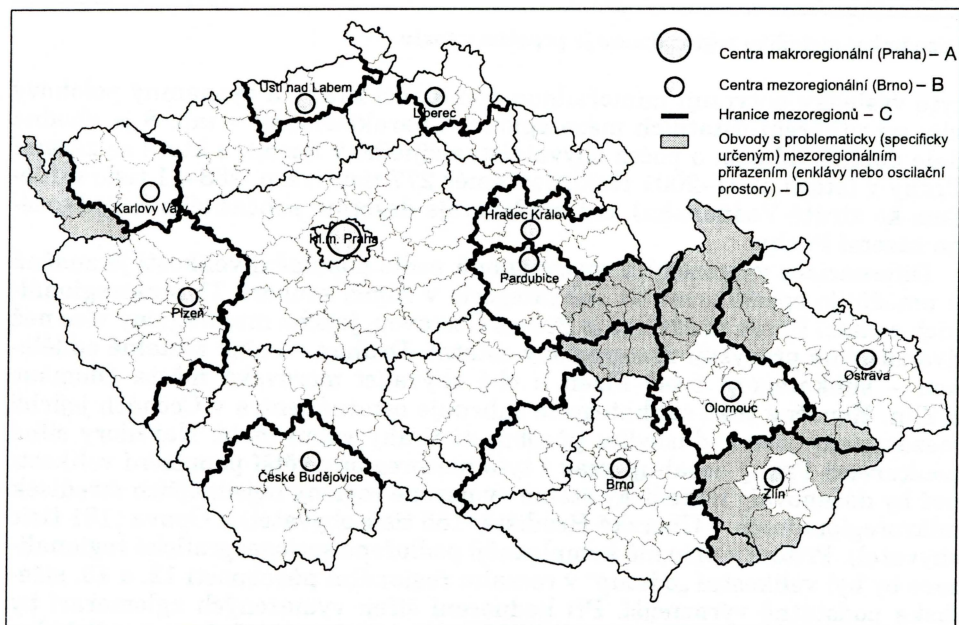 Centra makroregionální (Praha) – A
Centra mezoregionální (Brno) – B
Hranice mezoregionů – C
Obvody s problematicky (specificky
určeným) mezoregionálním
přiřazením (enklávy nebo oscilační
prostory) – D
Ústí nad Labem
Liberec
Karlovy Vary
Hradec Králové
Hl.m. Praha
Pardubice
Plzeň
Ostrava
Olomouc
České Budějovice
Brno
Zlín